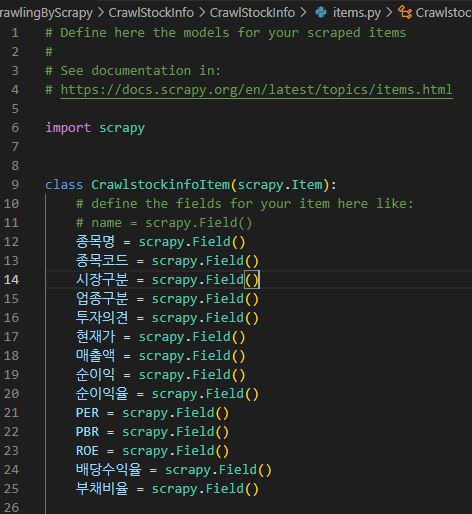 rawlingByScrapy > CrawlStockInfo > CrawlStockInfo > items.py > Crawlstock
1 # Define here the models for your scraped items
2 #
3 # See documentation in:
4 # https://docs.scrapy.org/en/latest/topics/items.html
5
6 import scrapy
7
8
9 class CrawlstockinfoItem(scrapy.Item):
10 # define the fields for your item here like:
11 # name = scrapy.Field()
12 종목명 = scrapy.Field()
13 종목코드 = scrapy.Field()
14 시장구분 = scrapy.Field()
15 업종구분 = scrapy.Field()
16 투자의견 = scrapy.Field()
17 현재가 = scrapy.Field()
18 매출액 = scrapy.Field()
19 순이익 = scrapy.Field()
20 순이익율 = scrapy.Field()
21 PER = scrapy.Field()
22 PBR = scrapy.Field()
23 ROE = scrapy.Field()
24 배당수익율 = scrapy.Field()
25 부채비율 = scrapy.Field()
26